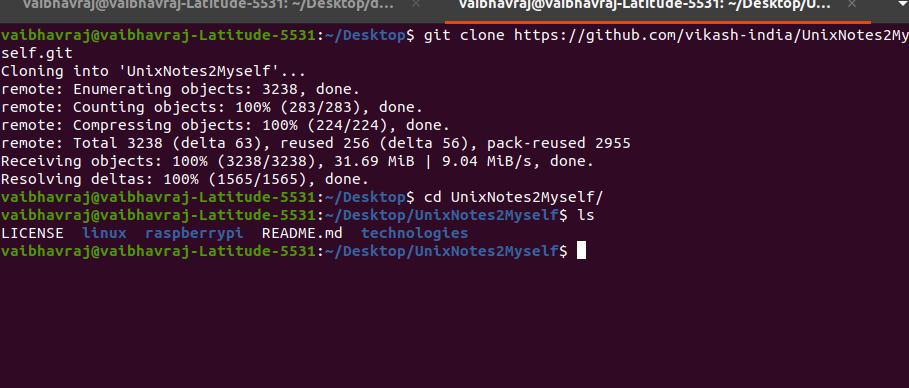 vaibhavraj@vaibhavraj-Latitude-5531: ~/Desktop/d... × vaibhavraj@vaibhavraj-Latitude-5531: ~/Desktop/U... ×
vaibhavraj@vaibhavraj-Latitude-5531:~/Desktop$ git clone https://github.com/vikash-india/UnixNotes2My
self.git
Cloning into 'UnixNotes2Myself'...
remote: Enumerating objects: 3238, done.
remote: Counting objects: 100% (283/283), done.
remote: Compressing objects: 100% (224/224), done.
remote: Total 3238 (delta 63), reused 256 (delta 56), pack-reused 2955
Receiving objects: 100% (3238/3238), 31.69 MiB | 9.04 MiB/s, done.
Resolving deltas: 100% (1565/1565), done.
vaibhavraj@vaibhavraj-Latitude-5531:~/Desktop$ cd UnixNotes2Myself/
vaibhavraj@vaibhavraj-Latitude-5531:~/Desktop/UnixNotes2Myself$ ls
LICENSE linux raspberrypi README.md technologies
vaibhavraj@vaibhavraj-Latitude-5531:~/Desktop/UnixNotes2Myself$